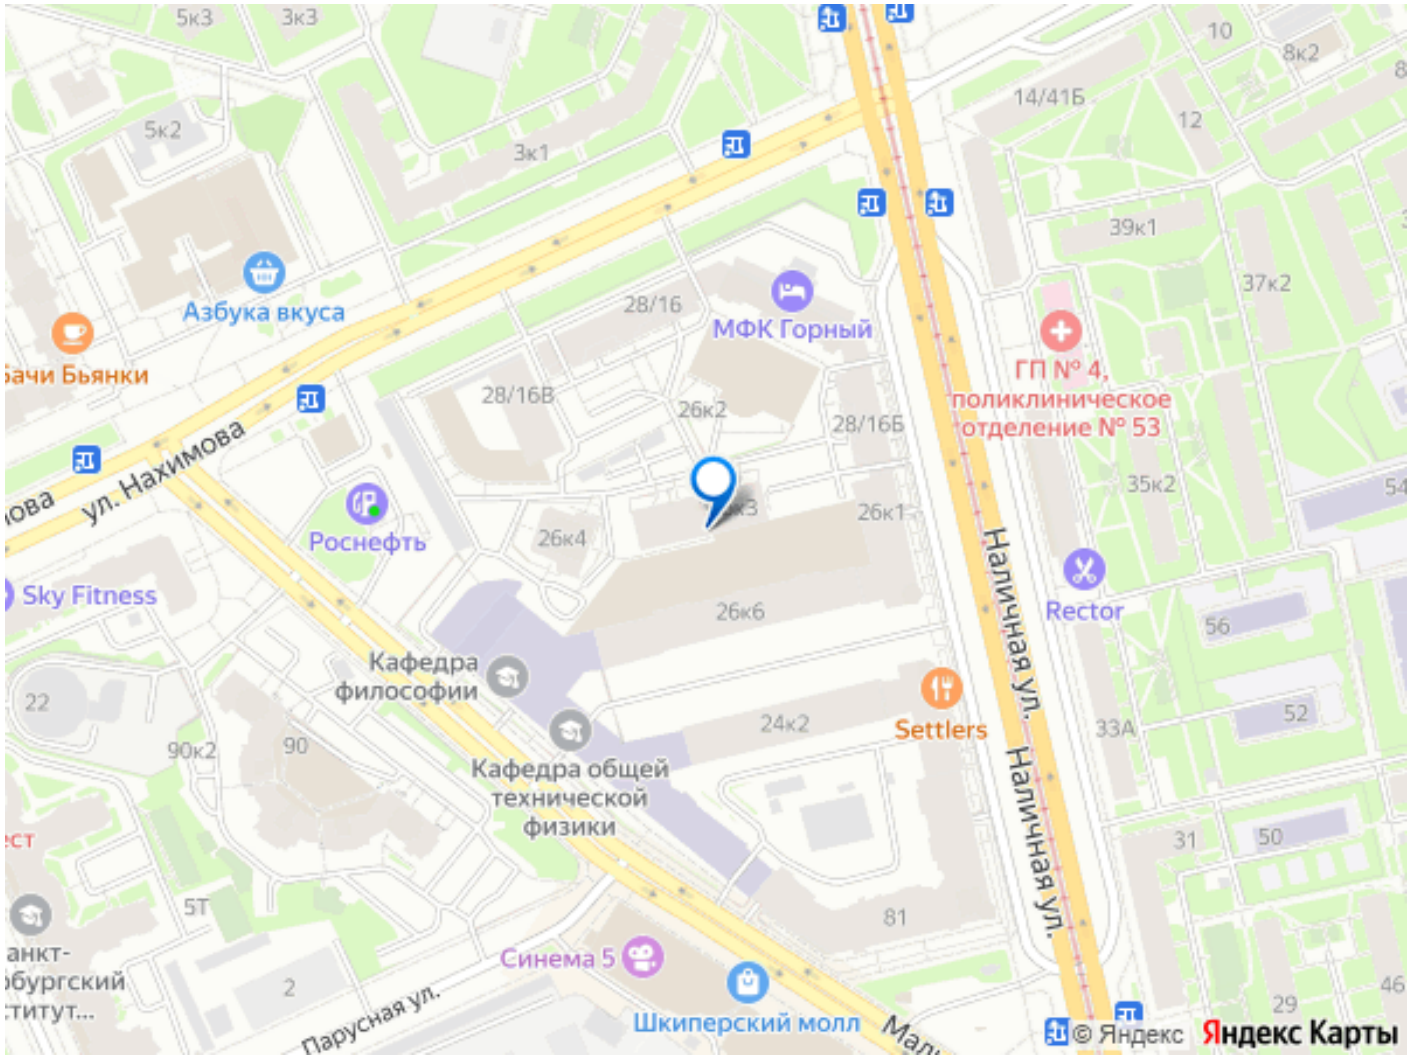 5к3
3к3
10
8к2
14/41Б
12
5к2
3к1
39к1
37к2
Азбука вкуса
28/16
МФК Горный
Бьянки
ГП № 4,
поликлиническое
отделение № 53
28/16В
26к2
28/16Б
ул. Нахимова
35к2
54
Роснефть
26к4
26к1
Наличная ул.
Sky Fitness
26к6
Rector
56
Кафедра
философии
22
90к2
90
Settlers
24к2
33А
52
Кафедра общей
технической
физики
Наличная ул.
31
50
5Т
81
Синема 5
2
Парусная ул.
Шкиперский молл
29
46
© Яндекс
Яндекс Карты